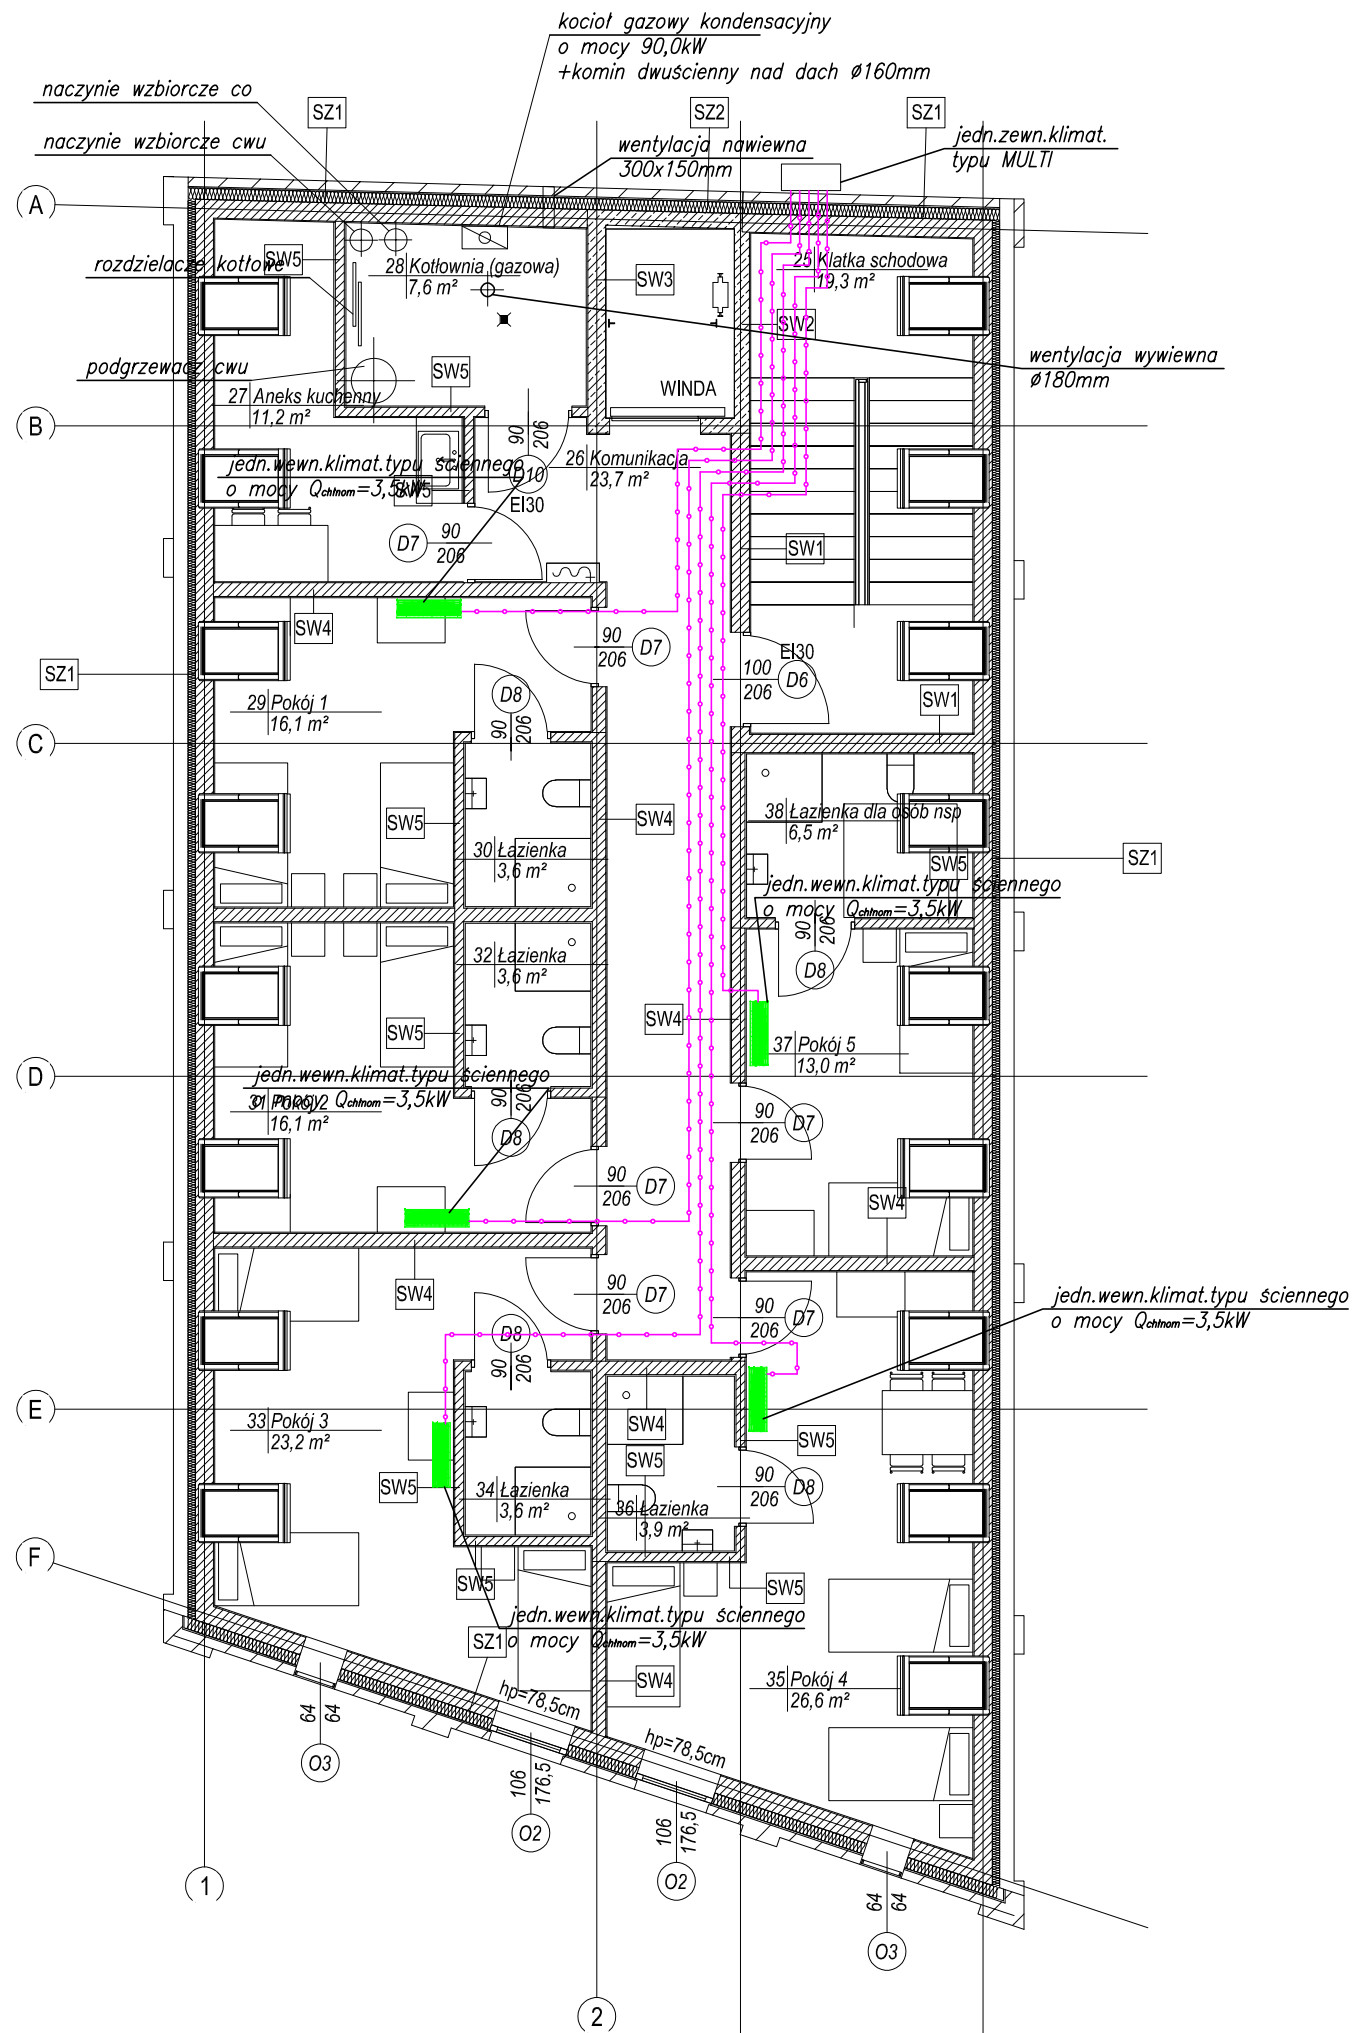 kocioł gazowy kondensacyjny
o mocy 90,0kW
+komin dwuścienny nad dach ø160mm
naczynie wzbiorcze co
SZ1
SZ2
SZ1
naczynie wzbiorcze cwu
wentylacja nawiewna
300x150mm
jedn.zewn.klimat.
typu MULTI
A
rozdzielacze kotłowe
SW5
28 Kotłownia (gazowa)
7,6 m²
SW3
25 Klatka schodowa
19,3 m²
SW2
podgrzewacz cwu
SW5
WINDA
wentylacja wywiewna
ø180mm
27 Aneks kuchenny
11,2 m²
B
90
206
D10
EI30
26 Komunikacja
23,7 m²
jedn.wewn.klimat.typu ściennego
o mocy Qchłnom=3,5kW
SW5
D7
90
206
SW1
SW4
90
206
D7
EI30
100
206
D6
SZ1
29 Pokój 1
16,1 m²
D8
90
206
SW1
C
SW5
SW4
38 Łazienka dla osób nsp
6,5 m²
30 Łazienka
3,6 m²
SW5
SZ1
jedn.wewn.klimat.typu ściennego
o mocy Qchłnom=3,5kW
90
206
D8
32 Łazienka
3,6 m²
SW5
SW4
37 Pokój 5
13,0 m²
D
jedn.wewn.klimat.typu ściennego
o mocy Qchłnom=3,5kW
31 Pokój 2
16,1 m²
90
206
D8
90
206
D7
90
206
D7
SW4
SW4
90
206
D7
90
206
D7
jedn.wewn.klimat.typu ściennego
o mocy Qchłnom=3,5kW
D8
90
206
E
33 Pokój 3
23,2 m²
SW4
SW5
SW5
SW5
34 Łazienka
3,6 m²
36 Łazienka
3,9 m²
90
206
D8
F
SW5
SW5
jedn.wewn.klimat.typu ściennego
o mocy Qchłnom=3,5kW
SZ1
SW4
35 Pokój 4
26,6 m²
hp=78,5cm
hp=78,5cm
64
64
O3
106
176,5
O2
106
176,5
O2
64
64
O3
1
2